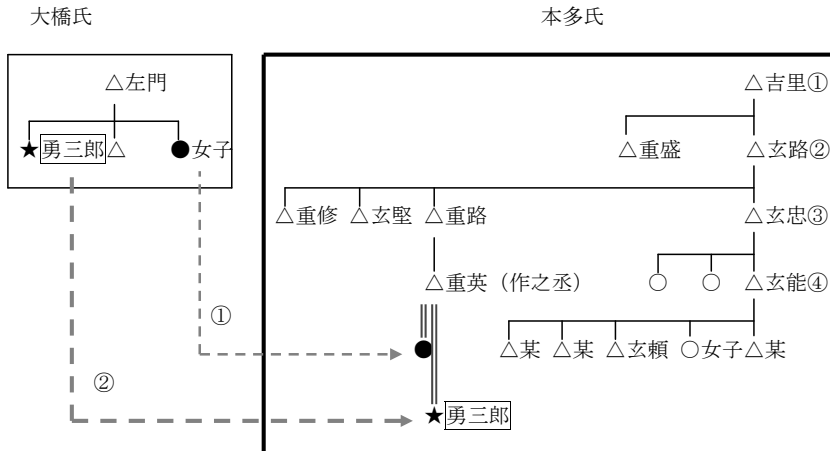 大橋氏 本多氏
△左門 △吉里①
★勇三郎 △ ●女子 △重盛 △玄路②
△重修 △玄堅 △重路 △玄忠③
△重英（作之丞） ○ ○ △玄能④
①
● △某 △某 △玄頼 ○女子 △某
②
★勇三郎